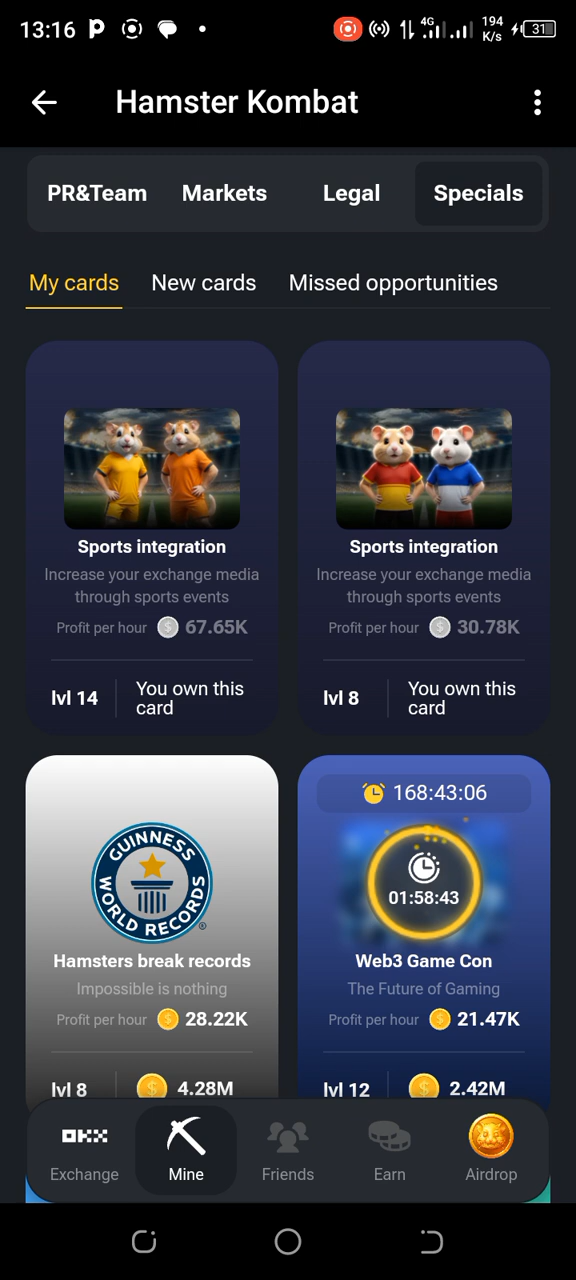 13:16
4G
194
K/s
31
Hamster Kombat
PR&Team Markets Legal Specials
My cards New cards Missed opportunities
Sports integration
Increase your exchange media
through sports events
Profit per hour 67.65K
lvl 14
You own this
card
Sports integration
Increase your exchange media
through sports events
Profit per hour 30.78K
lvl 8
You own this
card
GUINNESS
WORLD RECORDS
®
Hamsters break records
Impossible is nothing
Profit per hour 28.22K
lvl 8 4.28M
168:43:06
01:58:43
Web3 Game Con
The Future of Gaming
Profit per hour 21.47K
lvl 12 2.42M
Exchange Mine Friends Earn Airdrop